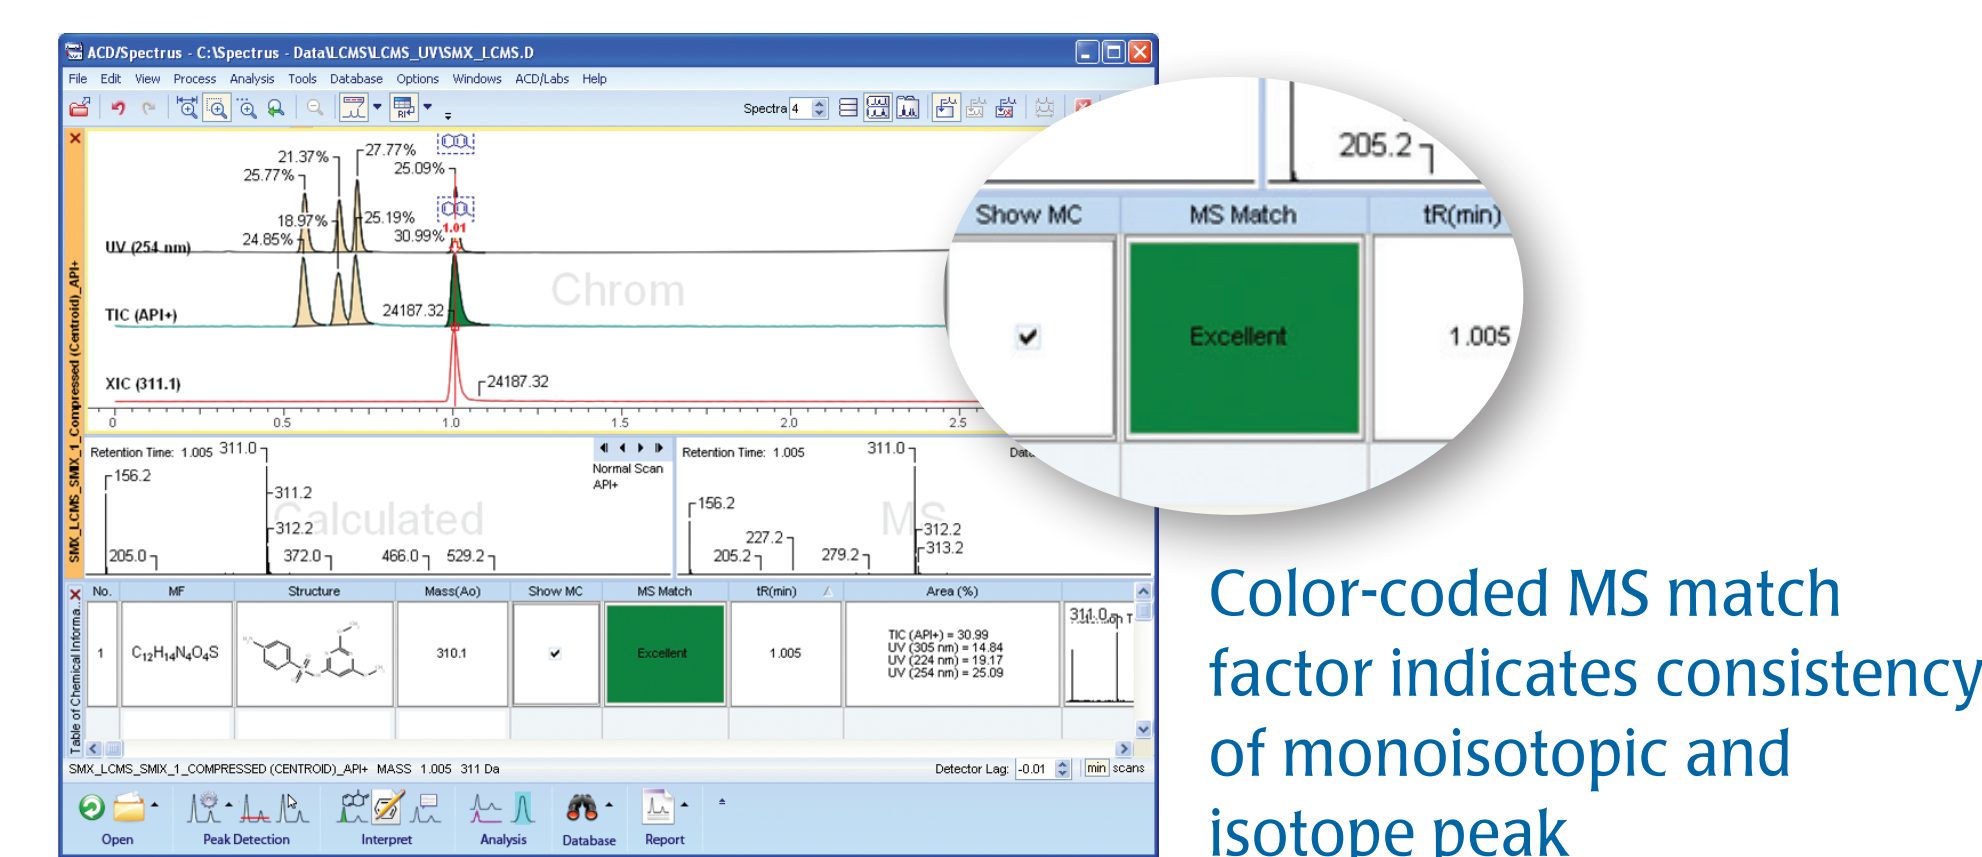 ACD/Spectrus - C:\Spectrus - Data\LCMS\LCMS_UV\SMX_LCMS.D
File Edit View Process Analysis Tools Database Options Windows ACD/Labs Help
Spectra 4
SMX_LCMS_SMIX_1_Compressed (Centroid)_API+
21.37% 27.77%
25.77% 25.09%
18.97% 25.19%
24.85% 30.99% 1.01
UV (254 nm)
Chrom
TIC (API+) 24187.32
XIC (311.1) 24187.32
0 0.5 1.0 1.5 2.0 2.5
Retention Time: 1.005 311.0
156.2
311.2
312.2
205.0 372.0 466.0 529.2
Calculated
Normal Scan
API+
Retention Time: 1.005 311.0
156.2
MS
227.2 312.2
205.2 279.2 313.2
Table of Chemical Informa...
No. MF Structure Mass(Ao) Show MC MS Match tR(min) Area (%)
1 C12H14N4O4S 310.1 Excellent 1.005
TIC (API+) = 30.99
UV (305 nm) = 14.84
UV (224 nm) = 19.17
UV (254 nm) = 25.09
311.0
SMX_LCMS_SMIX_1_COMPRESSED (CENTROID)_API+ MASS 1.005 311 Da
Detector Lag: -0.01 min scans
Open Peak Detection Interpret Analysis Database Report
205.2
Show MC MS Match tR(min)
Excellent 1.005
Color-coded MS match
factor indicates consistency
of monoisotopic and
isotope peak